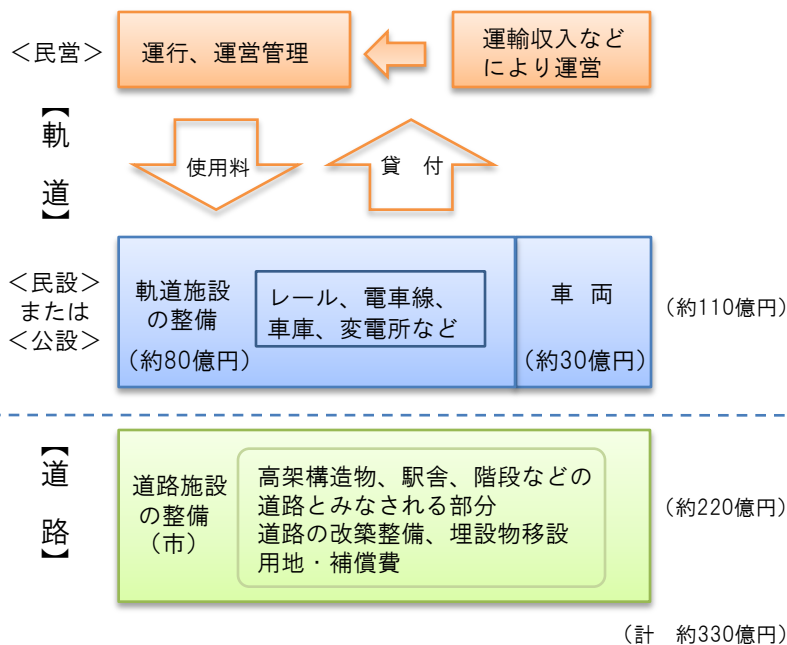 ＜民営＞
運行、運営管理
運輸収入など
により運営
【軌道】
使用料
貸　付
＜民設＞
または
＜公設＞
軌道施設
の整備
（約80億円）
レール、電車線、
車庫、変電所など
車　両
（約30億円）
（約110億円）
【道路】
道路施設
の整備
（市）
高架構造物、駅舎、階段などの
道路とみなされる部分
道路の改築整備、埋設物移設
用地・補償費
（約220億円）
（計　約330億円）